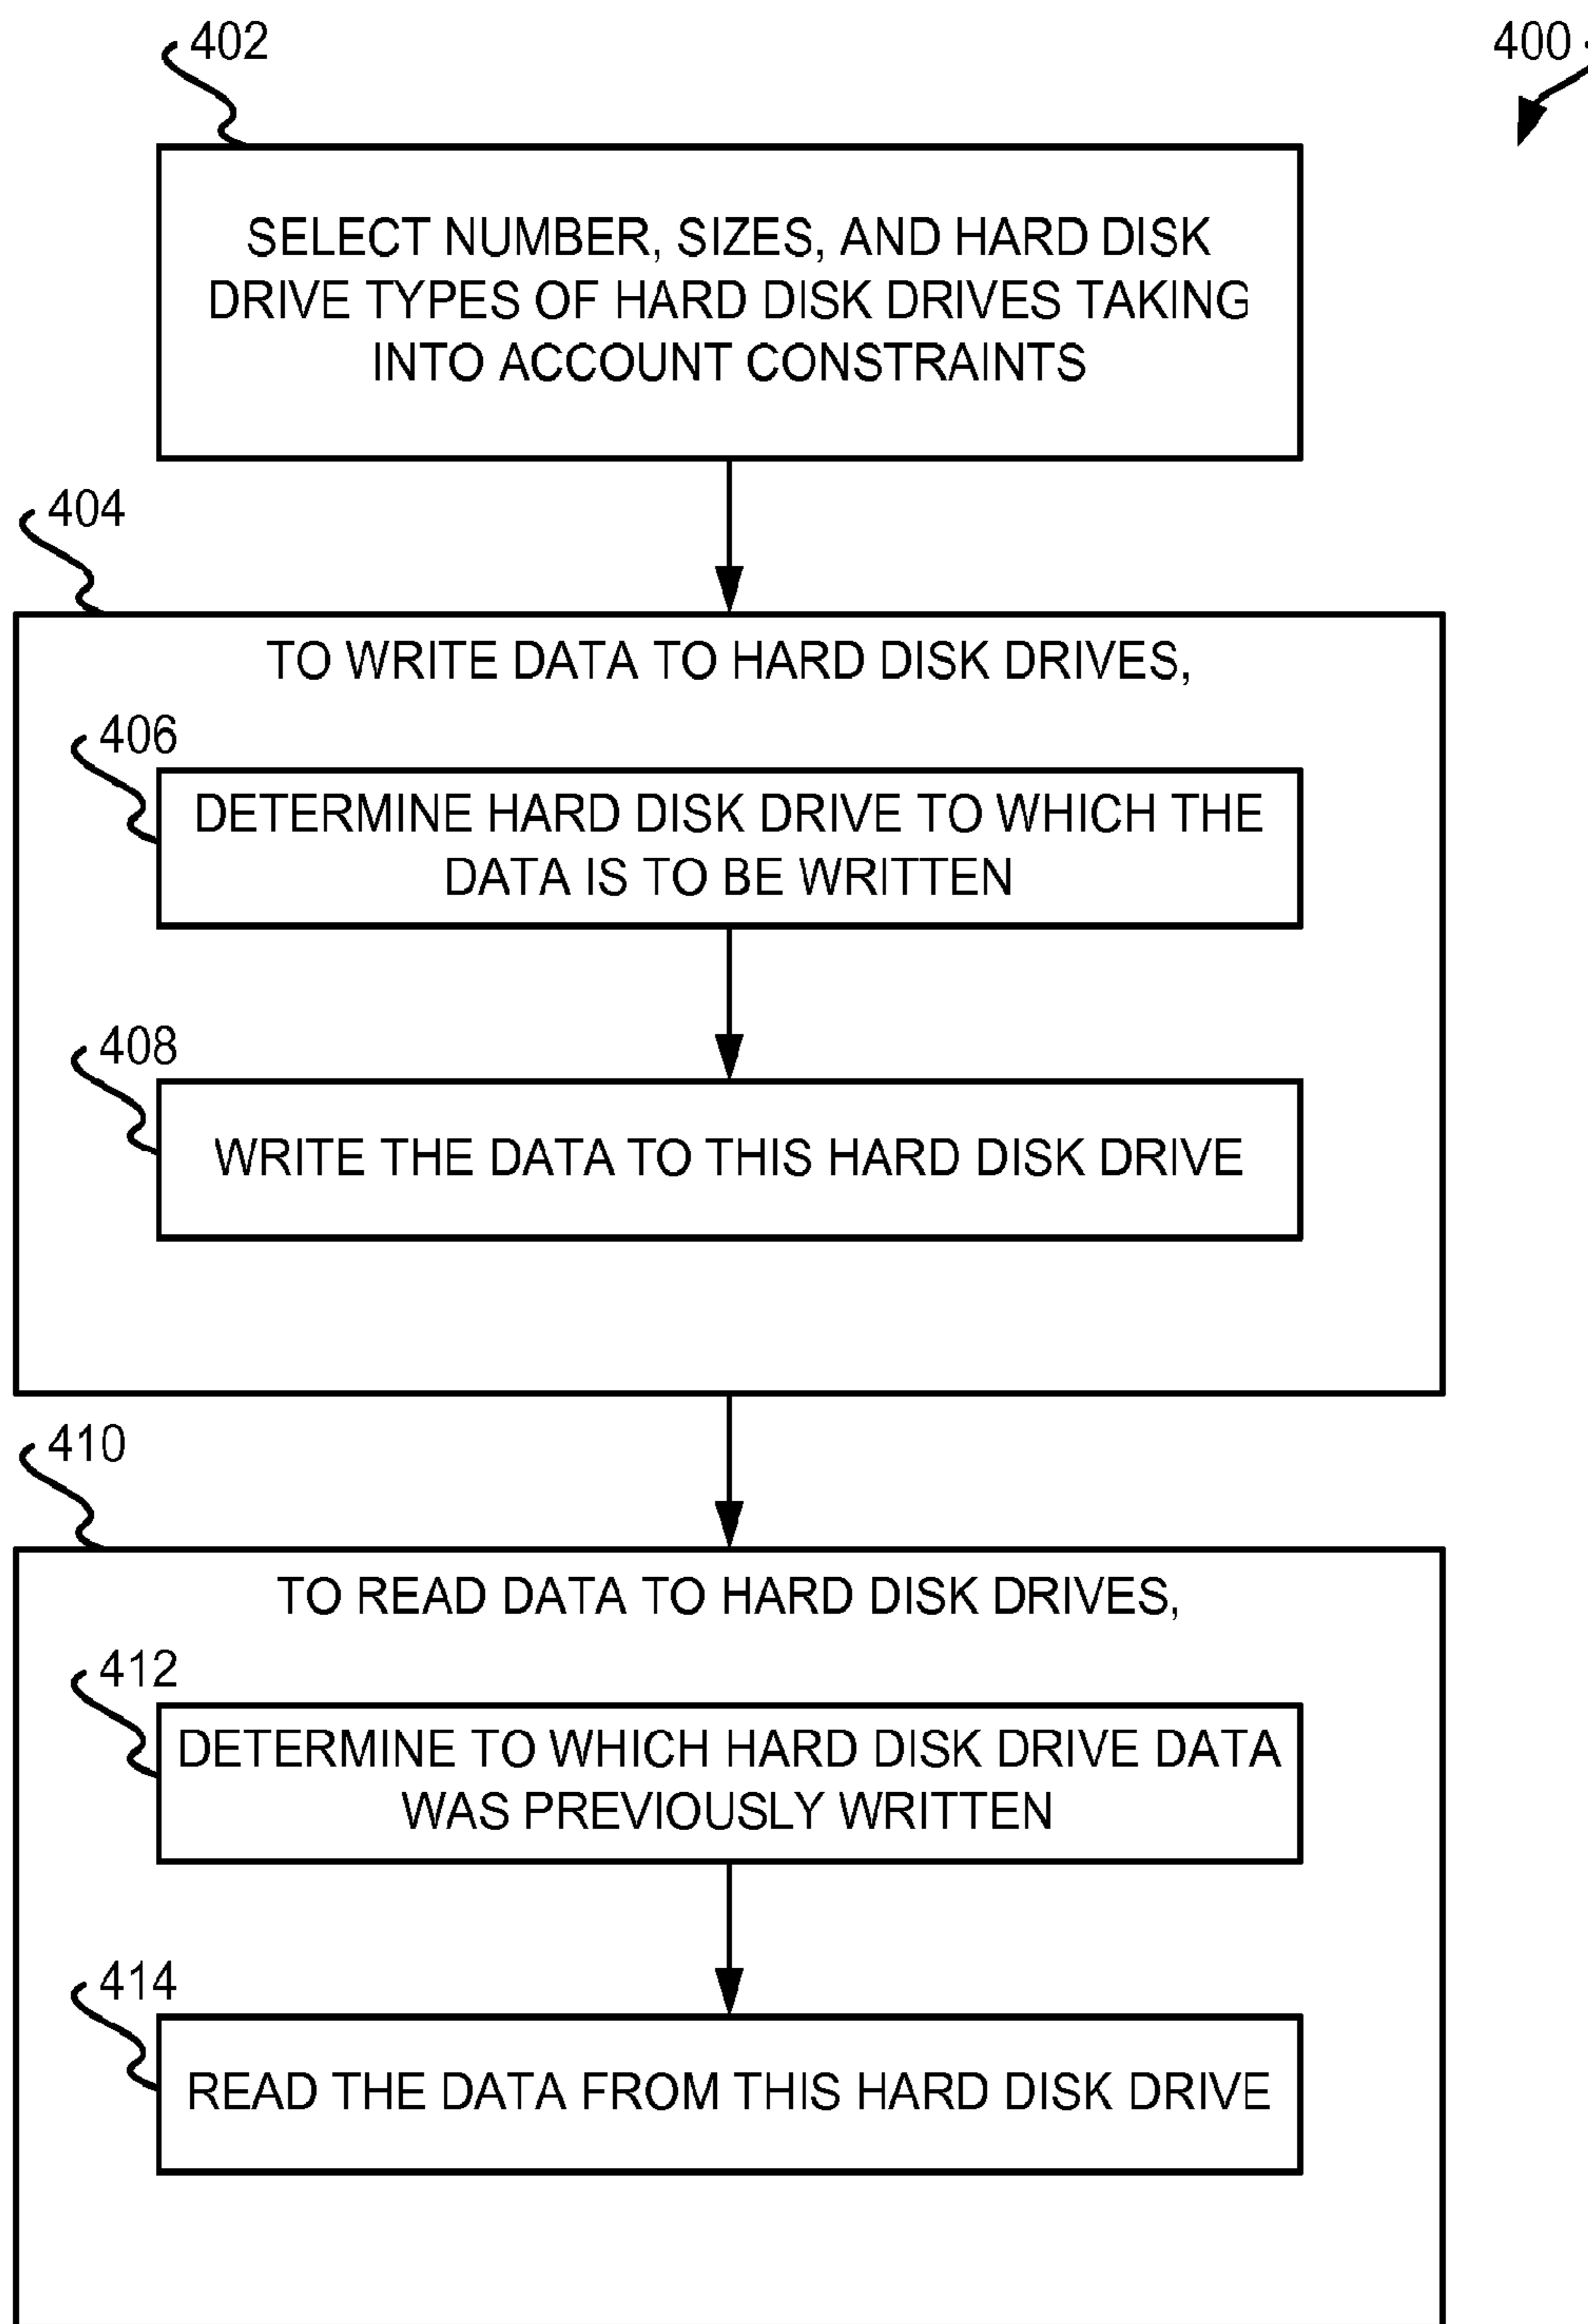 402
400
SELECT NUMBER, SIZES, AND HARD DISK
DRIVE TYPES OF HARD DISK DRIVES TAKING
INTO ACCOUNT CONSTRAINTS
404
TO WRITE DATA TO HARD DISK DRIVES,
406
DETERMINE HARD DISK DRIVE TO WHICH THE
DATA IS TO BE WRITTEN
408
WRITE THE DATA TO THIS HARD DISK DRIVE
410
TO READ DATA TO HARD DISK DRIVES,
412
DETERMINE TO WHICH HARD DISK DRIVE DATA
WAS PREVIOUSLY WRITTEN
414
READ THE DATA FROM THIS HARD DISK DRIVE